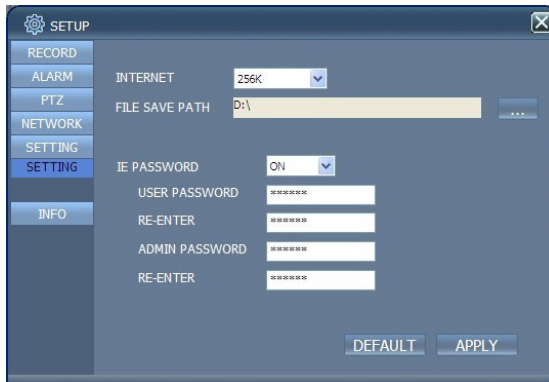 SETUP
RECORD
ALARM
PTZ
NETWORK
SETTING
SETTING
INFO
INTERNET 256K
FILE SAVE PATH D:\ ...
IE PASSWORD ON
USER PASSWORD ******
RE-ENTER ******
ADMIN PASSWORD ******
RE-ENTER ******
DEFAULT APPLY